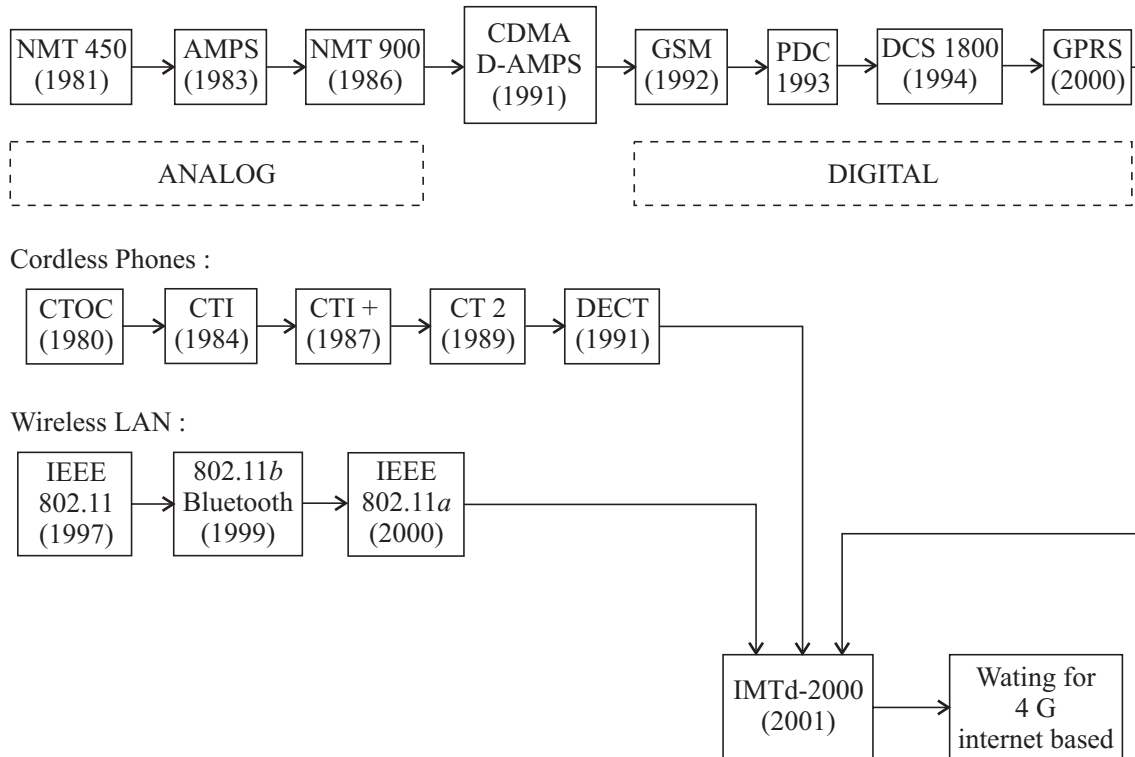 NMT 450
(1981)
AMPS
(1983)
NMT 900
(1986)
CDMA
D-AMPS
(1991)
GSM
(1992)
PDC
1993
DCS 1800
(1994)
GPRS
(2000)
ANALOG
DIGITAL
Cordless Phones :
CTOC
(1980)
CTI
(1984)
CTI +
(1987)
CT 2
(1989)
DECT
(1991)
Wireless LAN :
IEEE
802.11
(1997)
802.11b
Bluetooth
(1999)
IEEE
802.11a
(2000)
IMTd-2000
(2001)
Wating for
4 G
internet based